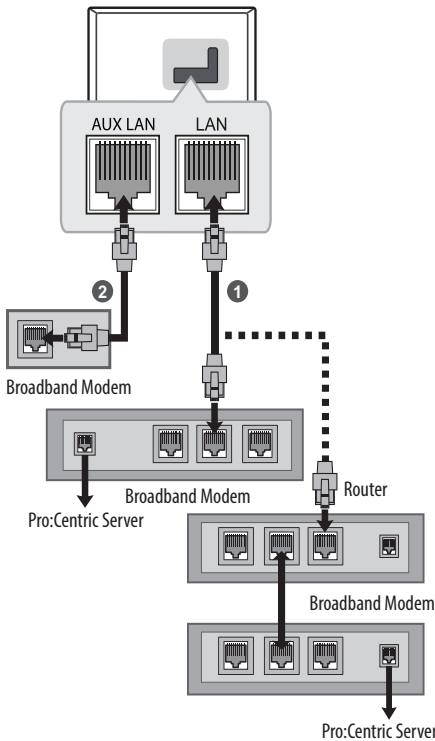 AUX LAN LAN
2 1
Broadband Modem
Broadband Modem
Pro:Centric Server
Router
Broadband Modem
Pro:Centric Server